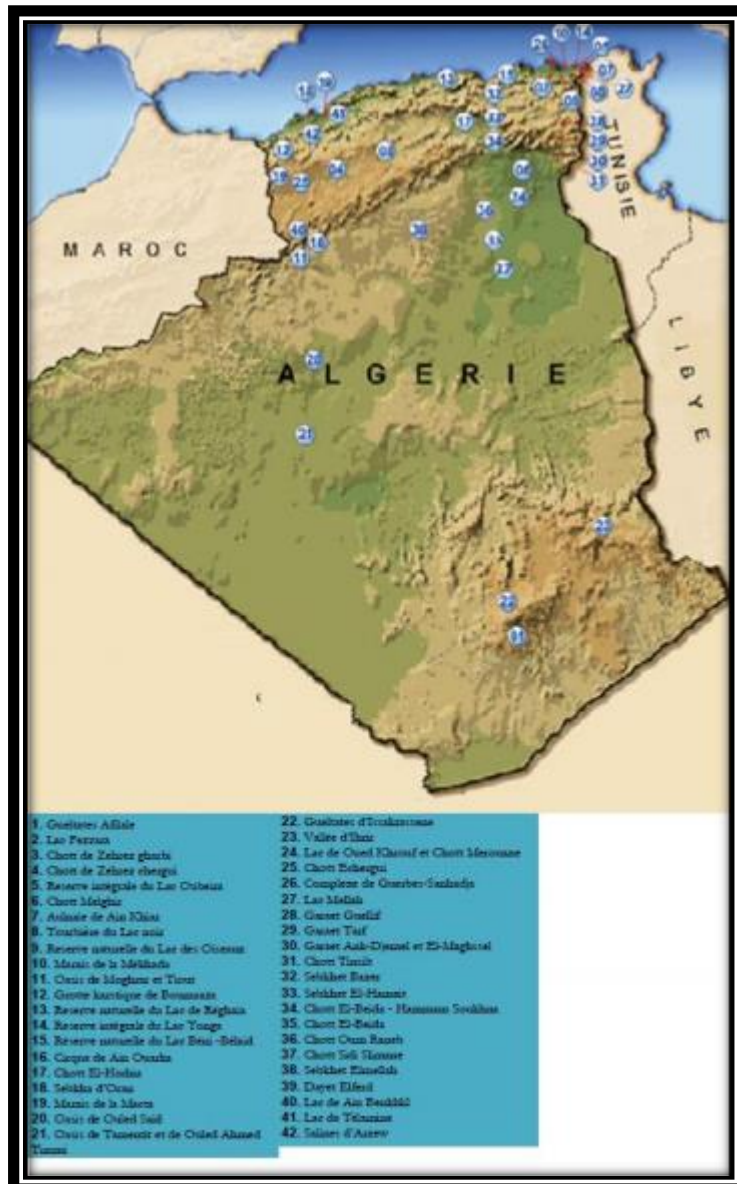 MAROC
TUNISIE
LIBYE
ALGERIE
1. Gueltates Afilale
2. Lac Fezzara
3. Chott de Zehrez gharbi
4. Chott de Zehrez chergui
5. Reserve intégrale du Lac Oubeira
6. Chott Melghir
7. Aulnaie de Ain Khiar
8. Tourbière du Lac noir
9. Reserve naturelle du Lac des Oiseaux
10. Marais de la Mekhada
11. Oasis de Moghrar et Tiout
12. Grotte karstique de
13. Reserve naturelle du Lac de Réghaia
14. Reserve intégrale du Lac Tonga
15. Reserve naturelle du Lac Béni -Bélaid
16. Cirque de Ain Ouarka
17. Chott El-Hodna
18. Sebkha d'Oran
19. Marais de la Macta
20. Oasis de Ouled Said
21. Oasis de Tamentit et de Ouled Ahmed
Timmi
22. Gueltates d'Issakarassene
23. Vallée d'Iherir
24. Lac de Oued Khrouf et Chott Merouane
25. Chott Echergui
26. Complexe de Guerbes-Sanhadja
27. Lac Mellah
28. Garaet Guellif
29. Garaet Tarf
30. Garaet Ank-Djemel et El-Maghssel
31. Chott Tinsilt
32. Sebkhet Bazer
33. Sebkhet El-Hamiet
34. Chott El-Beida - Hammam Soukhna
35. Chott El-Beida
36. Chott Oum Raneb
37. Chott Sidi Slimane
38. Sebkhet Elmellah
39. Dayet Elferd
40. Lac de Ain Benkhlil
41. Lac de Telamine
42. Salines d'Arzew